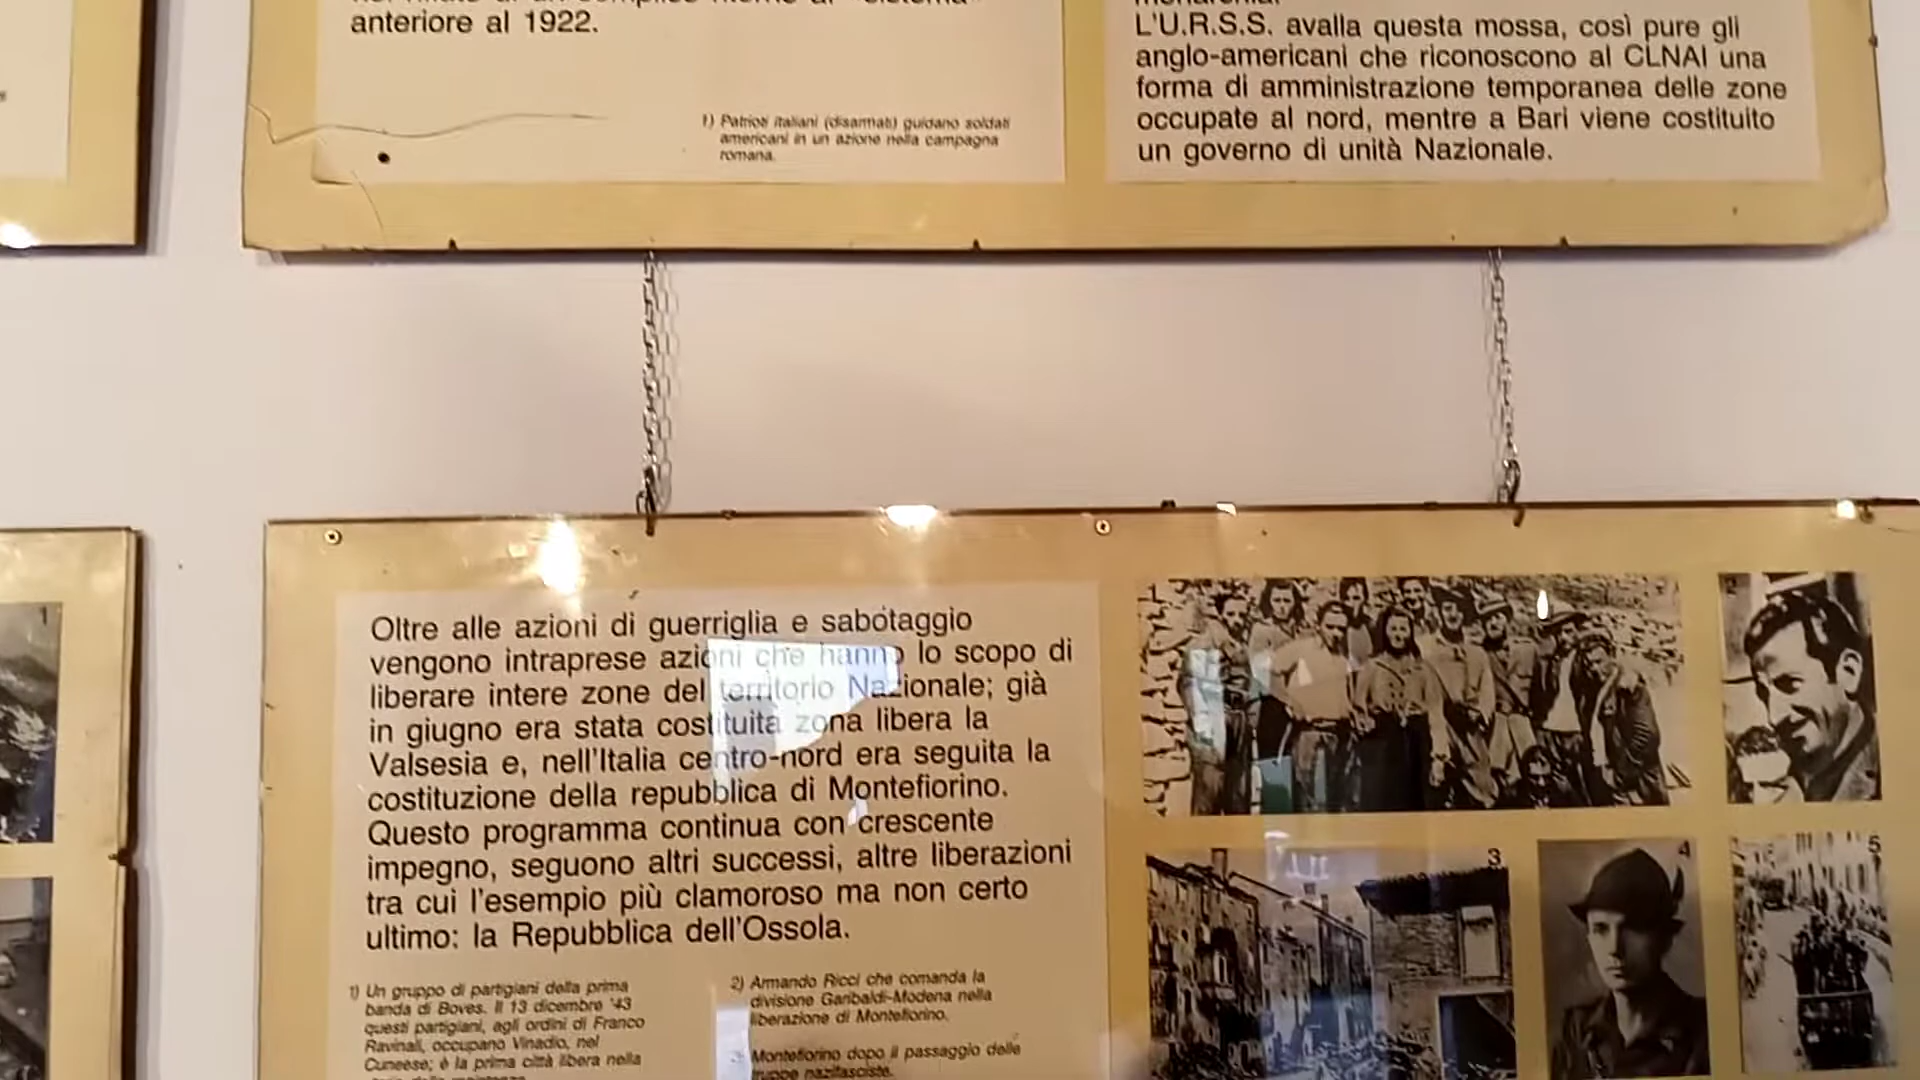 anteriore al 1922.
1) Patrioti italiani (disarmati) guidano soldati
americani in un azione nella campagna
romana.
L'U.R.S.S. avalla questa mossa, così pure gli
anglo-americani che riconoscono al CLNAI una
forma di amministrazione temporanea delle zone
occupate al nord, mentre a Bari viene costituito
un governo di unità Nazionale.
Oltre alle azioni di guerriglia e sabotaggio
vengono intraprese azioni che hanno lo scopo di
liberare intere zone del territorio Nazionale; già
in giugno era stata costituita zona libera la
Valsesia e, nell'Italia centro-nord era seguita la
costituzione della repubblica di Montefiorino.
Questo programma continua con crescente
impegno, seguono altri successi, altre liberazioni
tra cui l'esempio più clamoroso ma non certo
ultimo: la Repubblica dell'Ossola.
1) Un gruppo di partigiani della prima
banda di Boves. Il 13 dicembre '43
questi partigiani, agli ordini di Franco
Ravinali, occupano Vinadio, nel
Cuneese; è la prima città libera nella
2) Armando Ricci che comanda la
divisione Garibaldi-Modena nella
liberazione di Montefiorino.
3) Montefiorino dopo il passaggio delle
truppe nazifasciste.
1
2
3
4
5